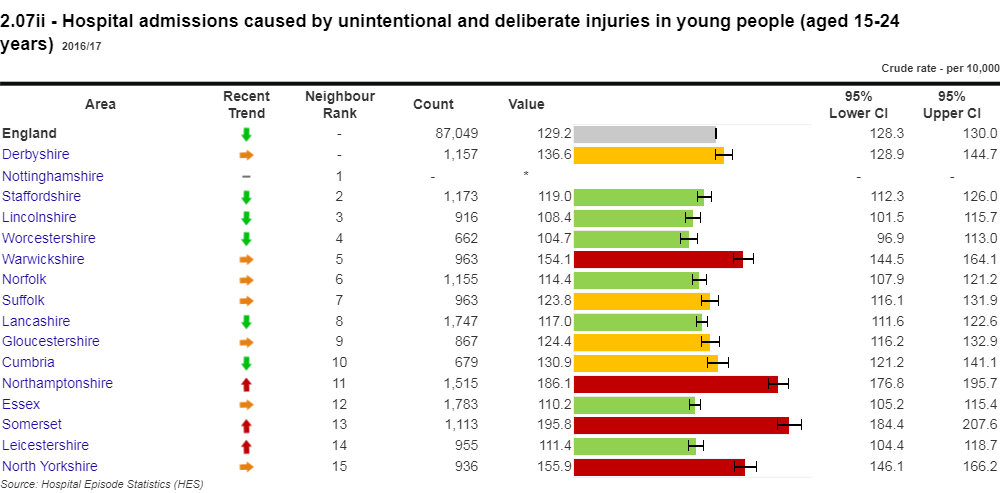 2.07ii - Hospital admissions caused by unintentional and deliberate injuries in young people (aged 15-24
years) 2016/17
Crude rate - per 10,000
Area Recent Trend Neighbour Rank Count Value 95% Lower CI 95% Upper CI
England - 87,049 129.2 128.3 130.0
Derbyshire - 1,157 136.6 128.9 144.7
Nottinghamshire – 1 - * - -
Staffordshire 2 1,173 119.0 112.3 126.0
Lincolnshire 3 916 108.4 101.5 115.7
Worcestershire 4 662 104.7 96.9 113.0
Warwickshire 5 963 154.1 144.5 164.1
Norfolk 6 1,155 114.4 107.9 121.2
Suffolk 7 963 123.8 116.1 131.9
Lancashire 8 1,747 117.0 111.6 122.6
Gloucestershire 9 867 124.4 116.2 132.9
Cumbria 10 679 130.9 121.2 141.1
Northamptonshire 11 1,515 186.1 176.8 195.7
Essex 12 1,783 110.2 105.2 115.4
Somerset 13 1,113 195.8 184.4 207.6
Leicestershire 14 955 111.4 104.4 118.7
North Yorkshire 15 936 155.9 146.1 166.2
Source: Hospital Episode Statistics (HES)